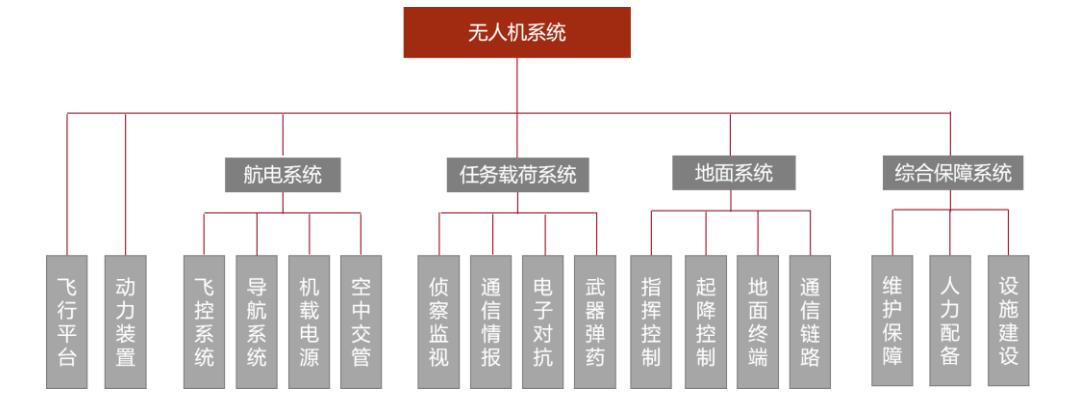 无人机系统
航电系统
任务载荷系统
地面系统
综合保障系统
飞行平台
动力装置
飞控系统
导航系统
机载电源
空中交管
侦察监视
通信情报
电子对抗
武器弹药
指挥控制
起降控制
地面终端
通信链路
维护保障
人力配备
设施建设